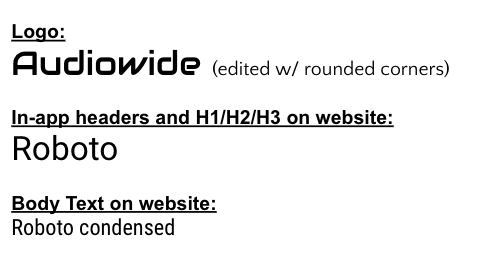 Logo:
Audiowide (edited w/ rounded corners)
In-app headers and H1/H2/H3 on website:
Roboto
Body Text on website:
Roboto condensed